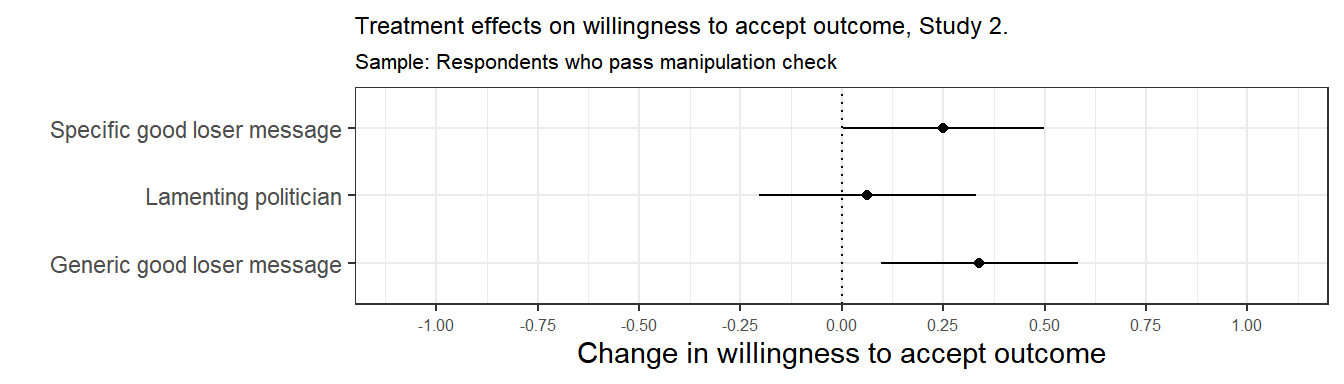 Treatment effects on willingness to accept outcome, Study 2.
Sample: Respondents who pass manipulation check
Specific good loser message
Lamenting politician
Generic good loser message
-1.00 -0.75 -0.50 -0.25 0.00 0.25 0.50 0.75 1.00
Change in willingness to accept outcome